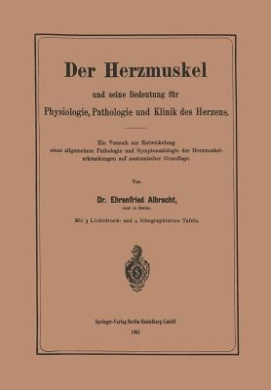 Der Herzmuskel
und seine Bedeutung für
Physiologie, Pathologie und Klinik des Herzens.
Ein Versuch zur Entwickelung
einer allgemeinen Pathologie und Symptomatologie der Herzmuskel-
erkrankungen auf anatomischer Grundlage.
Von
Dr. Ehrenfried Albrecht,
Arzt in Berlin.
Mit 3 Lichtdruck- und 4 lithographierten Tafeln.
Springer-Verlag Berlin Heidelberg GmbH
1903